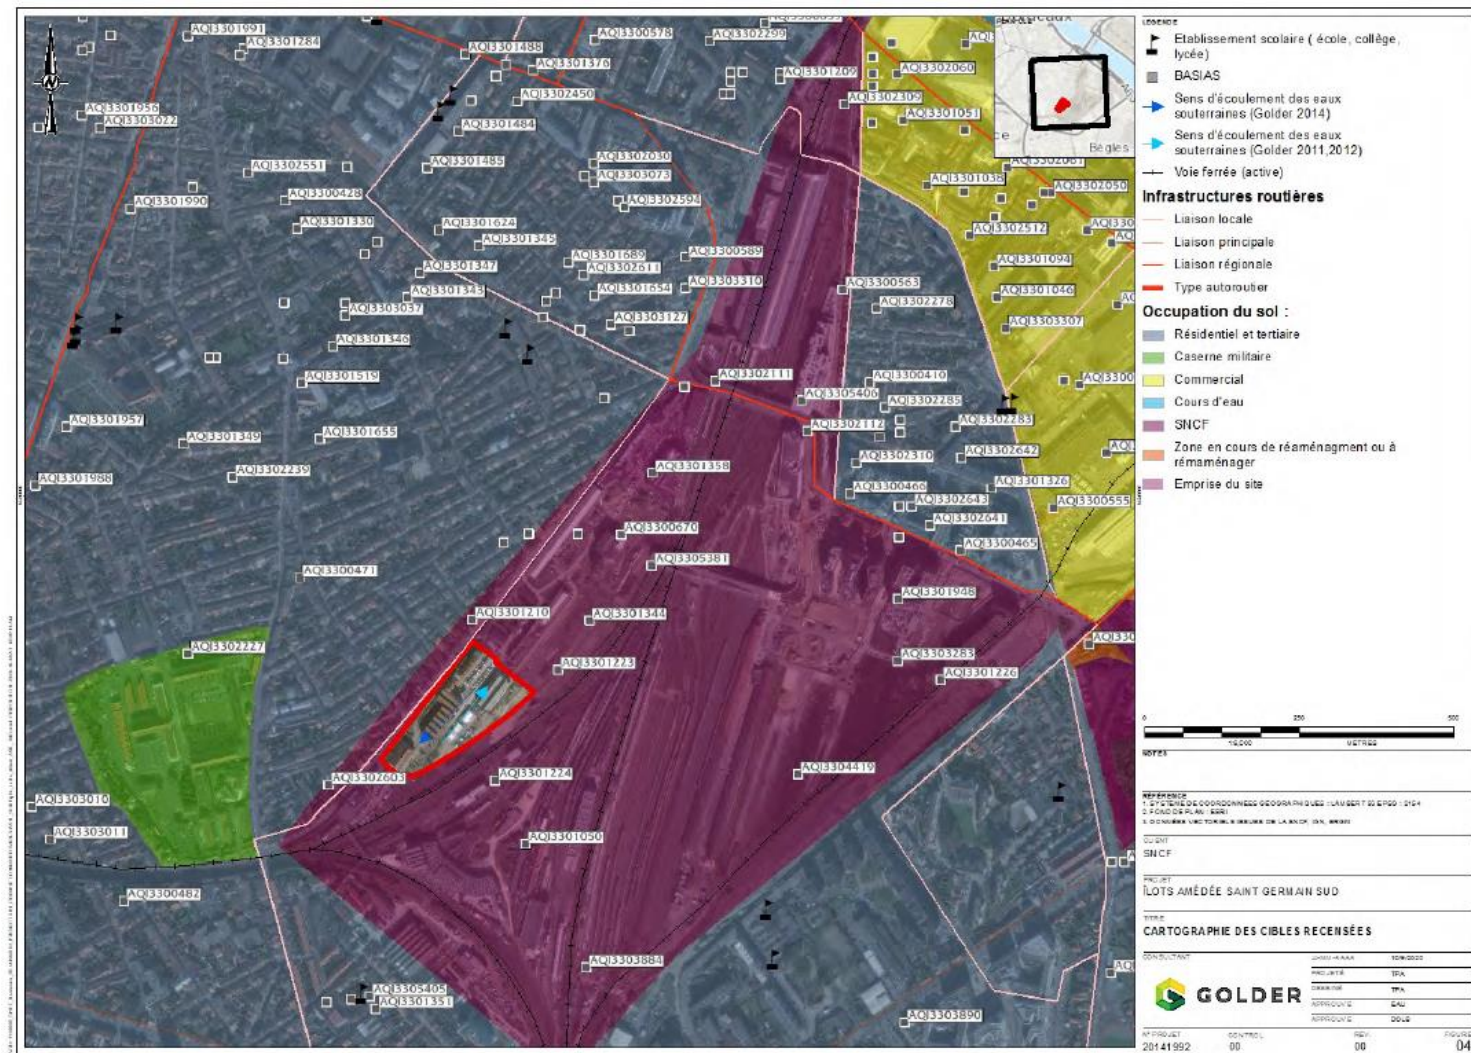 AQI3301991
AQI3301284
AQI3301488
AQI3300578
AQI3302299
AQI3301376
AQI3301209
AQI3302060
AQI3301956
AQI3303022
AQI3302450
AQI3302309
AQI3301051
AQI3301484
AQI3302551
AQI3301485
AQI3302030
AQI3303073
AQI3301038
AQI3302050
AQI3301990
AQI3300428
AQI3302594
AQI3301330
AQI3301624
AQI3301345
AQI3302512
AQI3301689
AQI3300589
AQI3301347
AQI3302611
AQI3301094
AQI3301343
AQI3301654
AQI3303310
AQI3300563
AQI3302278
AQI3301046
AQI3303037
AQI3303127
AQI3303307
AQI3301346
AQI3301519
AQI3302111
AQI3300410
AQI3305406
AQI3302285
AQI3301957
AQI3301349
AQI3301655
AQI3302112
AQI3302283
AQI3301988
AQI3302239
AQI3301358
AQI3302310
AQI3302642
AQI3300466
AQI3301326
AQI3302643
AQI3300555
AQI3300670
AQI3302641
AQI3305381
AQI3300465
AQI3300471
AQI3301948
AQI3301210
AQI3301344
AQI3302227
AQI3301223
AQI3303283
AQI3301226
AQI3302603
AQI3301224
AQI3304419
AQI3303010
AQI3303011
AQI3301050
AQI3300482
AQI3303884
AQI3305405
AQI3301351
AQI3303890
Bègles
LEGENDE
Etablissement scolaire ( école, collège,
lycée)
BASIAS
Sens d'écoulement des eaux
souterraines (Golder 2014)
Sens d'écoulement des eaux
souterraines (Golder 2011,2012)
Voie ferrée (active)
Infrastructures routières
Liaison locale
Liaison principale
Liaison régionale
Type autoroutier
Occupation du sol :
Résidentiel et tertiaire
Caserne militaire
Commercial
Cours d'eau
SNCF
Zone en cours de réaménagment ou à
rémaménager
Emprise du site
0 250 500
METRES
NOTES
REFERENCE
CLIENT
SNCF
PROJET
ÎLOTS AMÉDÉE SAINT GERMAIN SUD
TITRE
CARTOGRAPHIE DES CIBLES RECENSÉES
CONSULTANT
GOLDER
PROJETÉ TPA
TPA
N° PROJET CONTROL REV. FIGURE
20141992 00 00 04